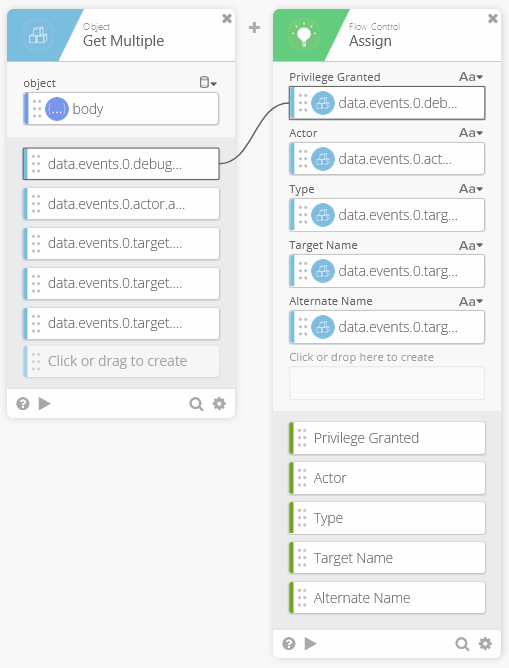 Object
Get Multiple
object
body
data.events.0.debug...
data.events.0.actor.a...
data.events.0.target....
data.events.0.target....
data.events.0.target....
Click or drag to create
Flow Control
Assign
Privilege Granted
Aa
data.events.0.deb...
Actor
Aa
data.events.0.act...
Type
Aa
data.events.0.targ...
Target Name
Aa
data.events.0.targ...
Alternate Name
Aa
data.events.0.targ...
Click or drop here to create
Privilege Granted
Actor
Type
Target Name
Alternate Name